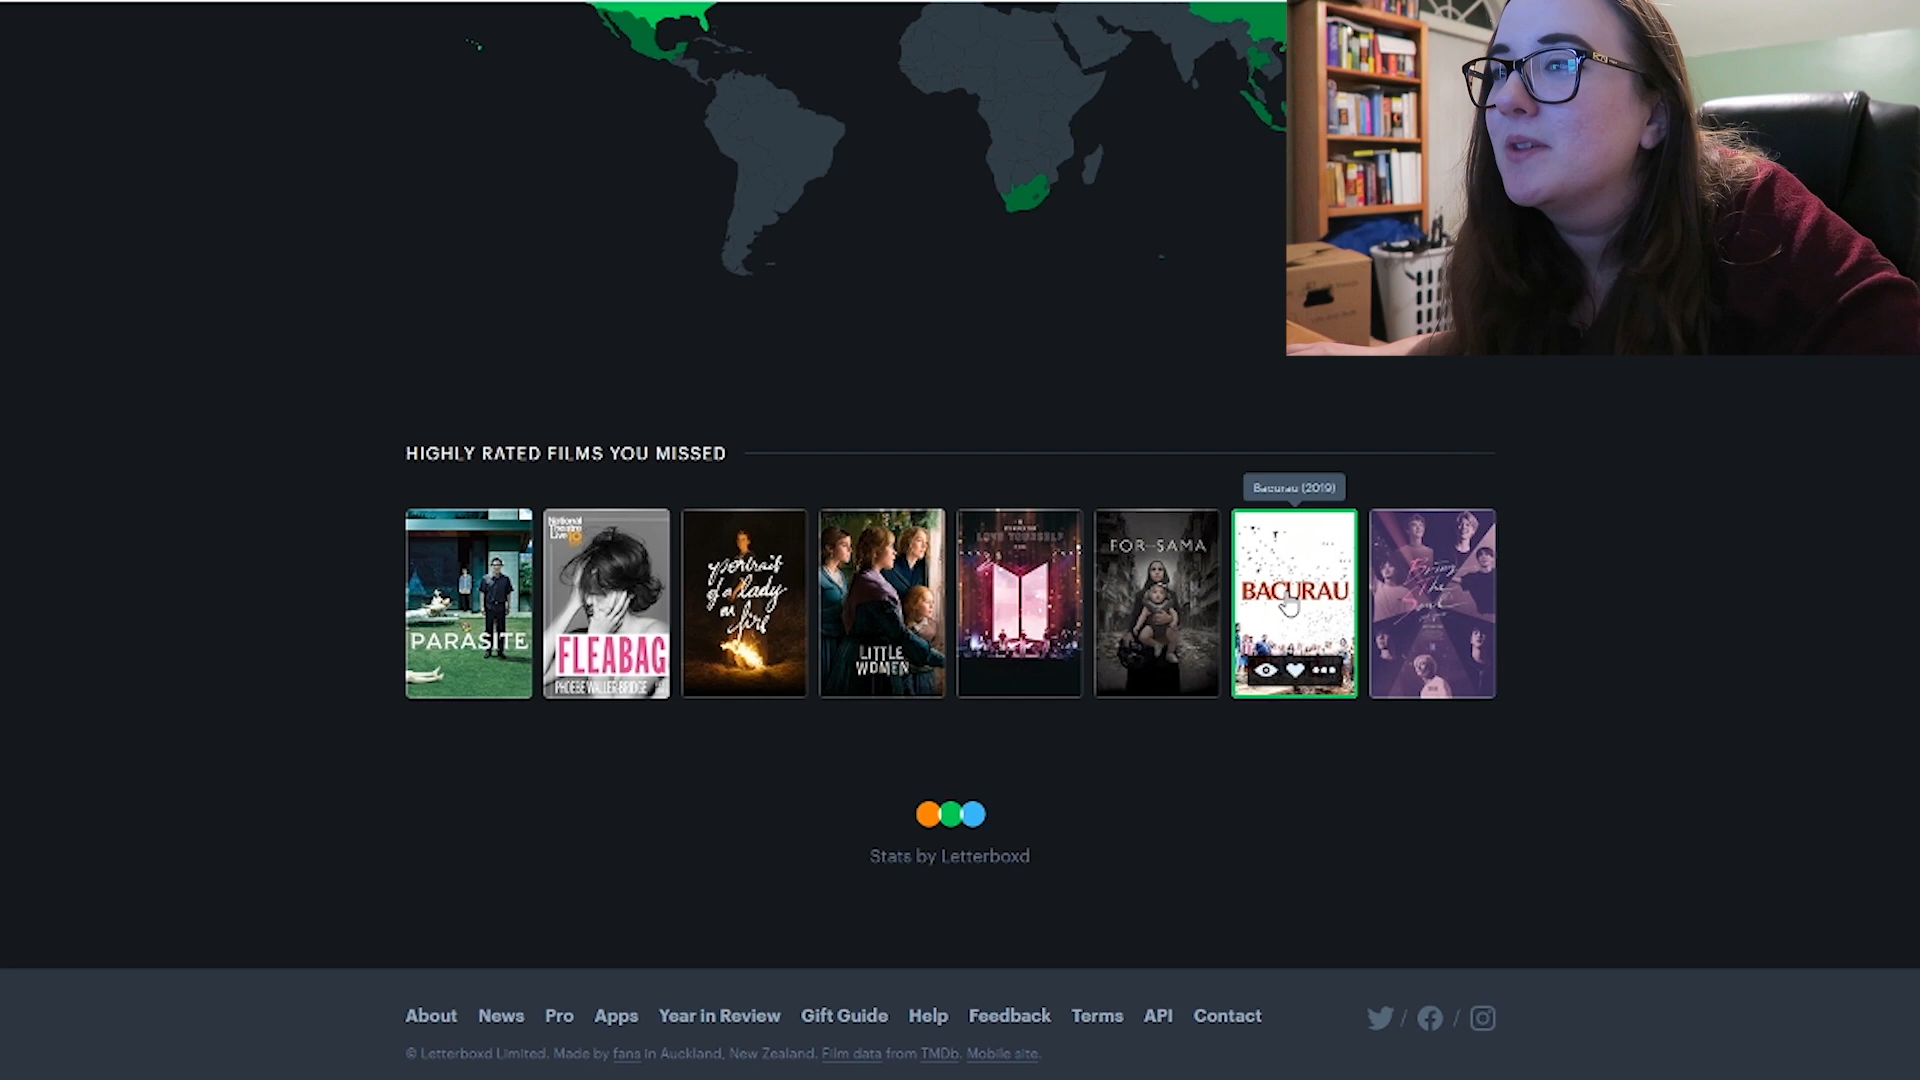 HIGHLY RATED FILMS YOU MISSED
Bacurau (2019)
PARASITE
National
Theatre
Live 10
FLEABAG
PHOEBE WALLER-BRIDGE
portrait
of a lady
on fire
LITTLE
WOMEN
LOVE YOURSELF
FOR SAMA
BACURAU
Bring
The
Soul
Stats by Letterboxd
About News Pro Apps Year in Review Gift Guide Help Feedback Terms API Contact
/ /
© Letterboxd Limited. Made by fans in Auckland, New Zealand. Film data from TMDb. Mobile site.